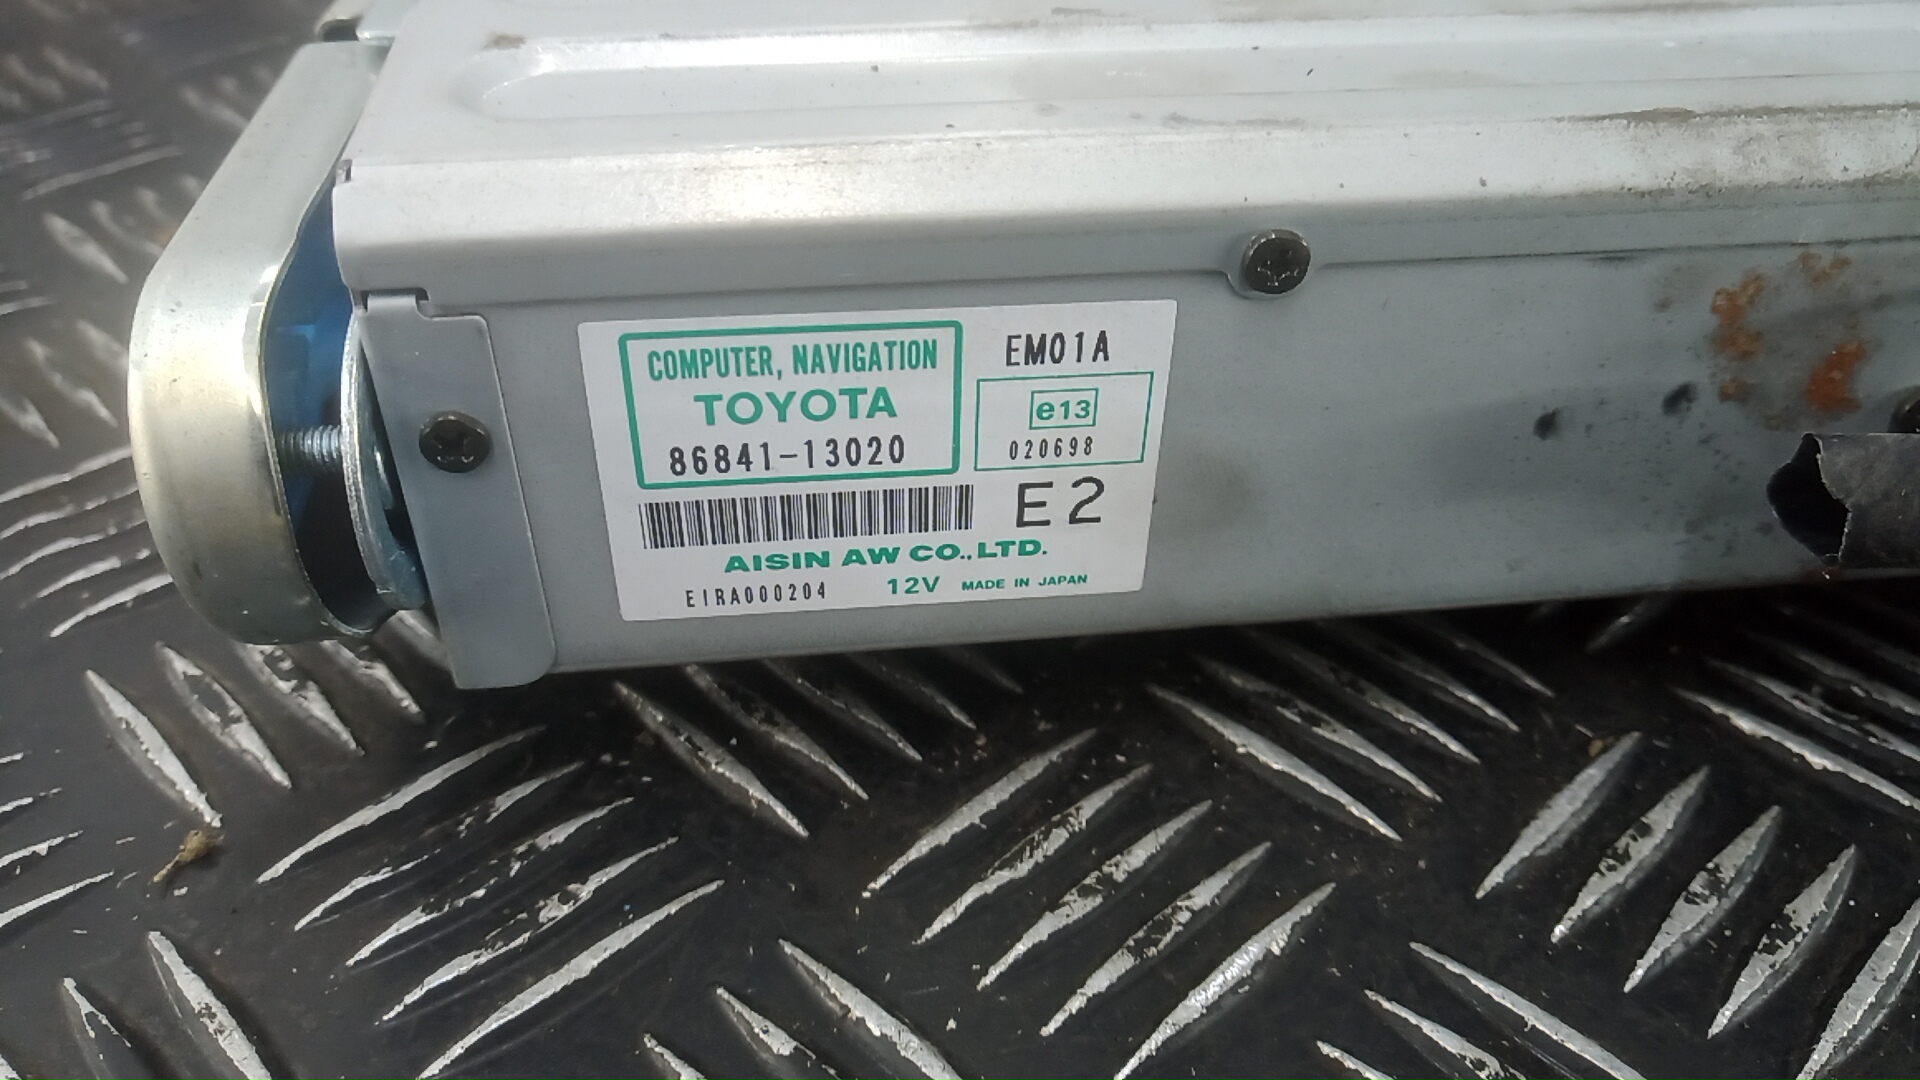 COMPUTER, NAVIGATION
TOYOTA
86841-13020
EM01A
e13
020698
E2
AISIN AW CO., LTD.
EIRA000204 12V MADE IN JAPAN